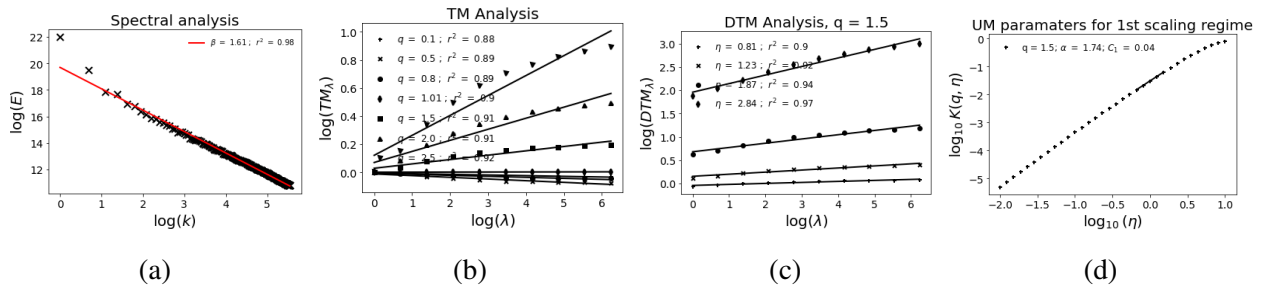 Spectral analysis
β = 1.61; r² = 0.98
log(E)
22
20
18
16
14
12
0
1
2
3
4
5
log(k)
(a)
TM Analysis
q = 0.1 ; r² = 0.88
q = 0.5 ; r² = 0.89
q = 0.8 ; r² = 0.89
q = 1.01 ; r² = 0.9
q = 1.5 ; r² = 0.91
q = 2.0 ; r² = 0.91
q = 2.5 ; r² = 0.92
log(TM_λ)
1.0
0.8
0.6
0.4
0.2
0.0
0
1
2
3
4
5
6
log(λ)
(b)
DTM Analysis, q = 1.5
η = 0.81 ; r² = 0.9
η = 1.23 ; r² = 0.92
η = 1.87 ; r² = 0.94
η = 2.84 ; r² = 0.97
log(DTM_λ)
3.0
2.5
2.0
1.5
1.0
0.5
0.0
0
1
2
3
4
5
6
log(λ)
(c)
UM paramaters for 1st scaling regime
q = 1.5; α = 1.74; C₁ = 0.04
log₁₀ K(q, η)
0
−1
−2
−3
−4
−5
−2.0
−1.5
−1.0
−0.5
0.0
0.5
1.0
log₁₀ (η)
(d)